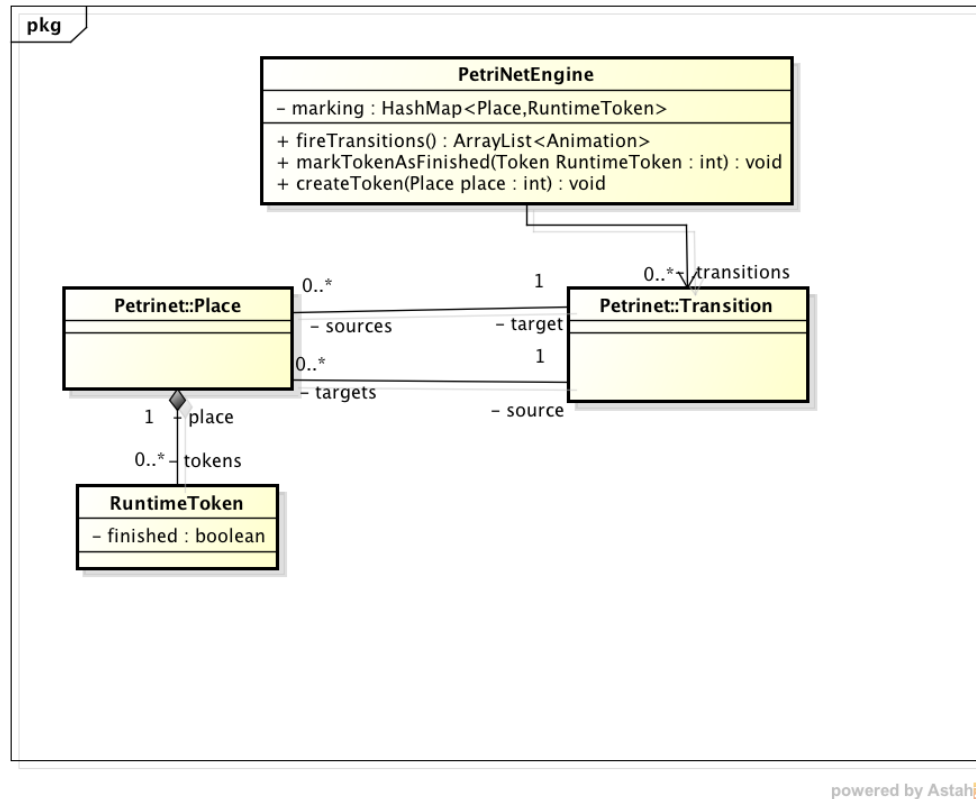 pkg
PetriNetEngine
- marking : HashMap<Place,RuntimeToken>
+ fireTransitions() : ArrayList<Animation>
+ markTokenAsFinished(Token RuntimeToken : int) : void
+ createToken(Place place : int) : void
0..* - transitions
0..* 1
Petrinet::Place Petrinet::Transition
- sources - target
0..* 1
- targets
- source
1 - place
0..* - tokens
RuntimeToken
- finished : boolean
powered by Astah